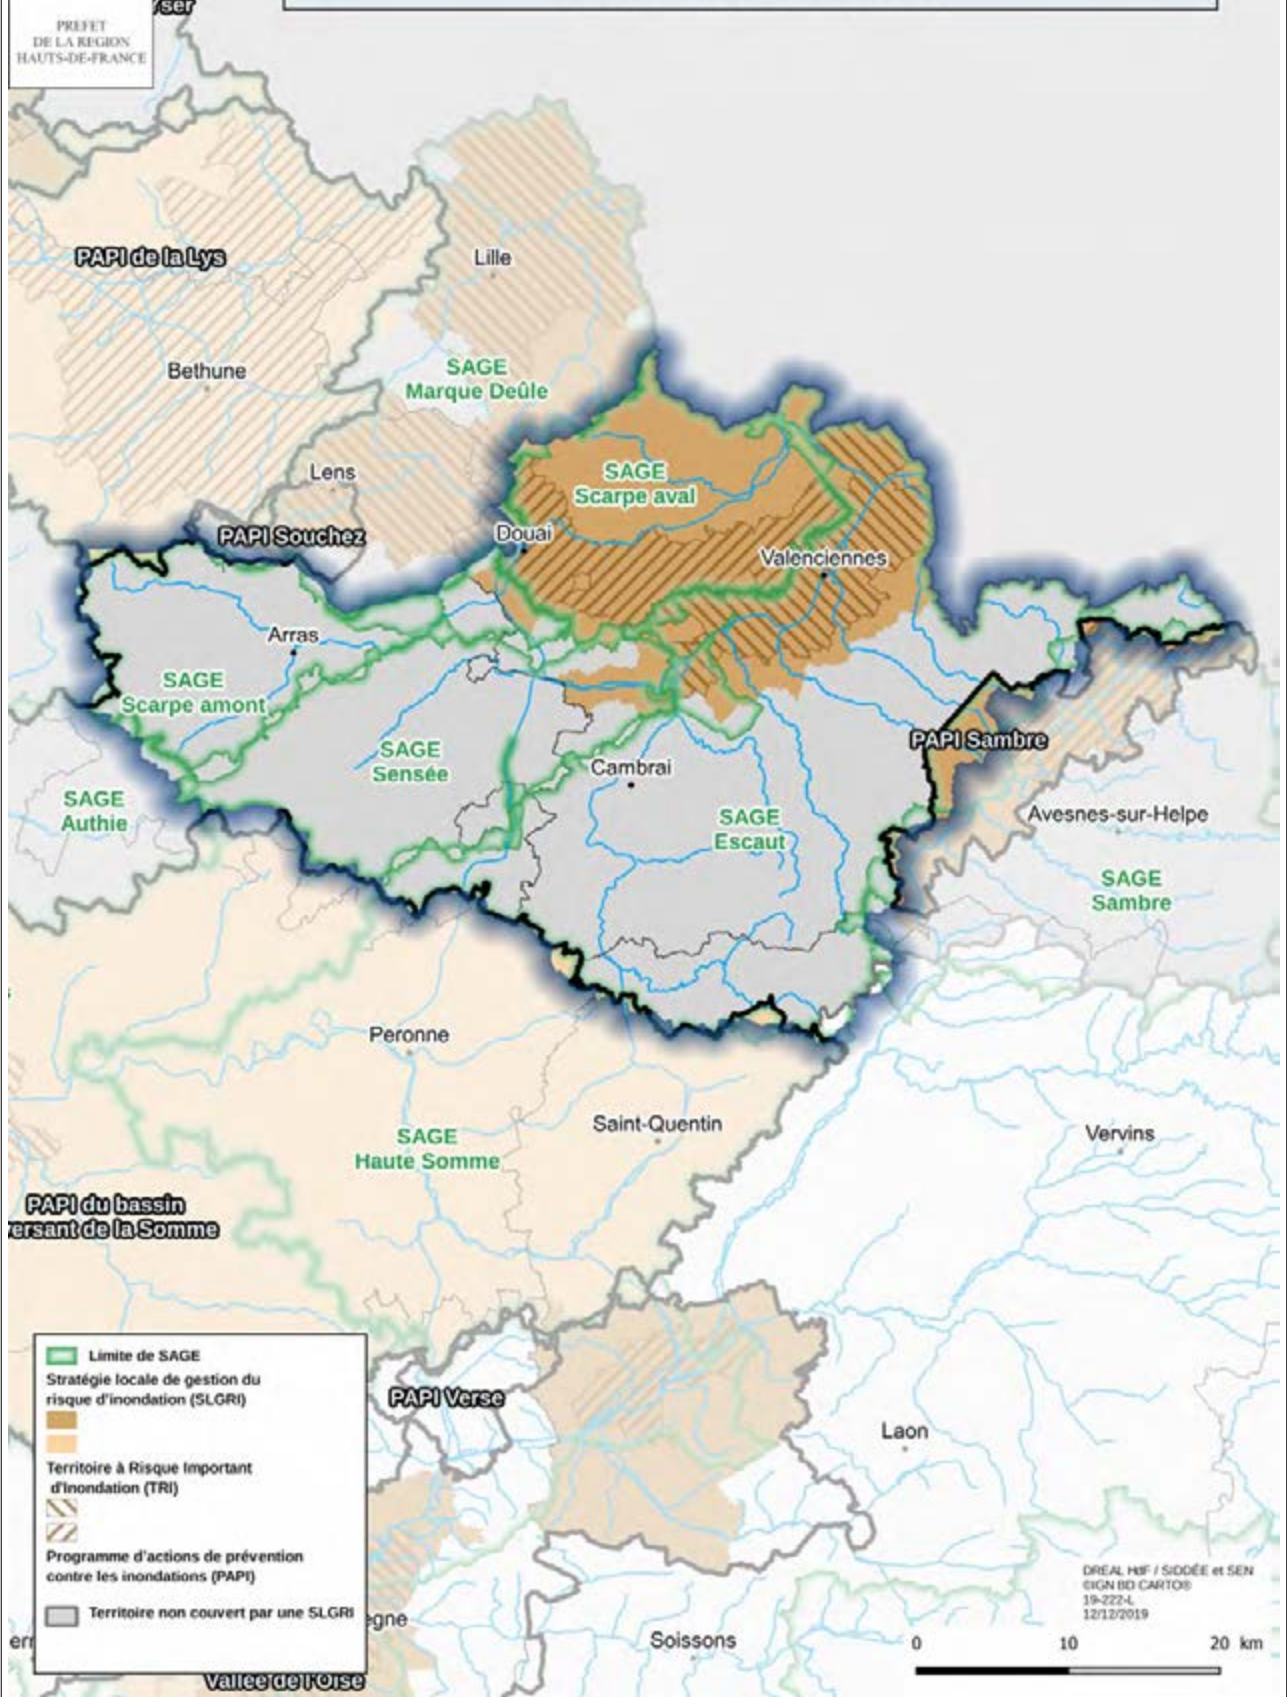 yser
PREFET
DE LA REGION
HAUTS-DE-FRANCE
PAPI de la Lys
Lille
Bethune
SAGE
Marque Deûle
Lens
SAGE
Scarpe aval
PAPI Souchez
Douai
Valenciennes
Arras
SAGE
Scarpe amont
SAGE
Sensée
PAPI Sambre
Cambrai
SAGE
Authie
SAGE
Escaut
Avesnes-sur-Helpe
SAGE
Sambre
Peronne
Saint-Quentin
Vervins
SAGE
Haute Somme
PAPI du bassin
versant de la Somme
PAPI Verse
Laon
Limite de SAGE
Stratégie locale de gestion du
risque d'inondation (SLGRI)
Territoire à Risque Important
d'Inondation (TRI)
Programme d'actions de prévention
contre les inondations (PAPI)
Territoire non couvert par une SLGRI
egne
Soissons
Vallée de l'Oise
DREAL HdF / SIDDÉE et SEN
©IGN BD CARTO®
19-222-L
12/12/2019
0 10 20 km